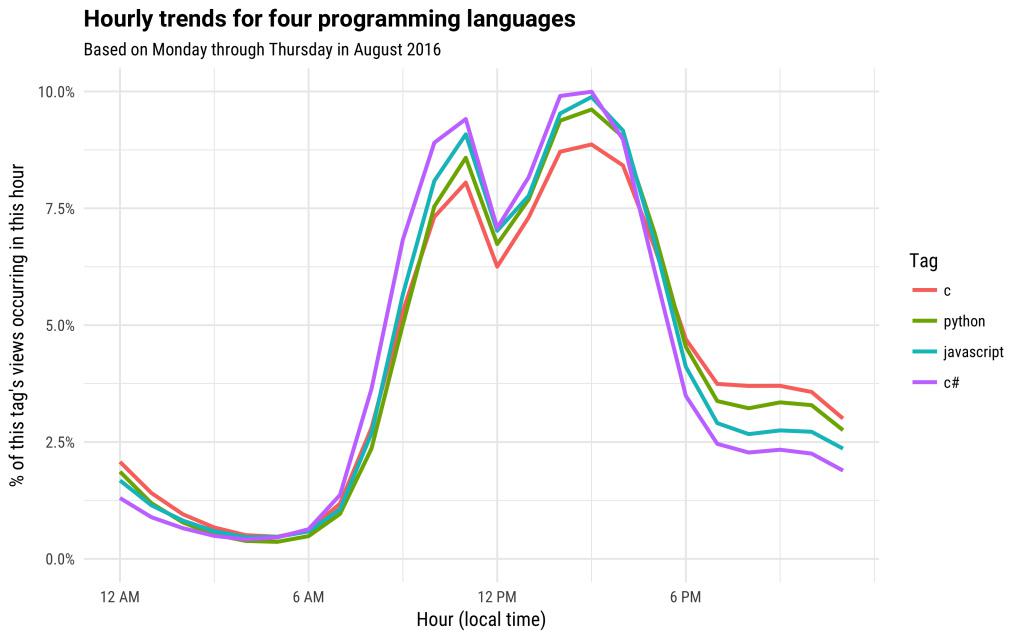 Hourly trends for four programming languages
Based on Monday through Thursday in August 2016
% of this tag's views occurring in this hour
10.0%
7.5%
5.0%
2.5%
0.0%
12 AM
6 AM
12 PM
6 PM
Hour (local time)
Tag
c
python
javascript
c#